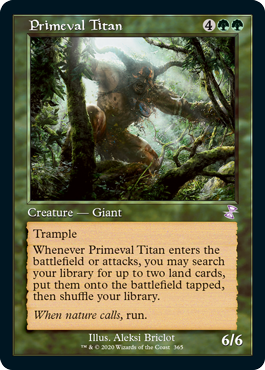 Primeval Titan 4
Creature — Giant
Trample
Whenever Primeval Titan enters the
battlefield or attacks, you may search
your library for up to two land cards,
put them onto the battlefield tapped,
then shuffle your library.
When nature calls, run.
Illus. Aleksi Briclot
™ & © 2020 Wizards of the Coast 365
6/6